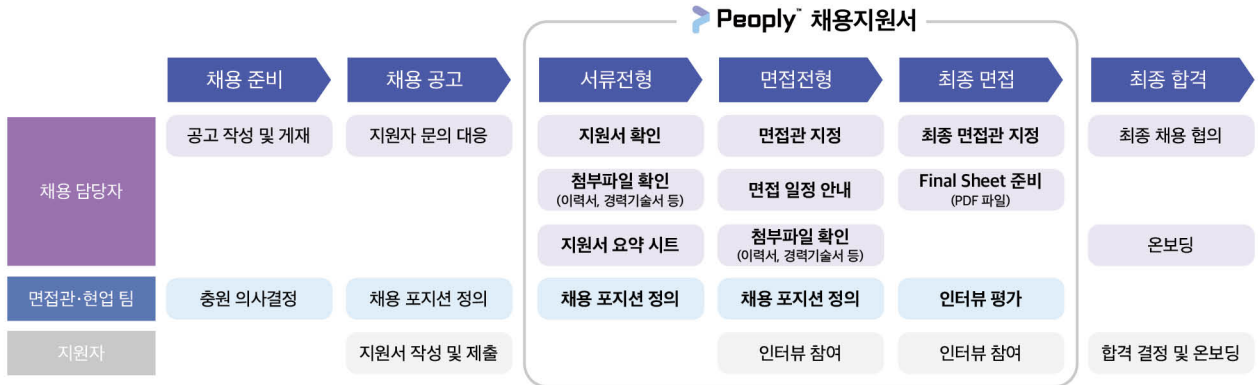 Peoply™ 채용지원서
채용 준비
채용 공고
서류전형
면접전형
최종 면접
최종 합격
채용 담당자
공고 작성 및 게재
지원자 문의 대응
지원서 확인
면접관 지정
최종 면접관 지정
최종 채용 협의
첨부파일 확인
(이력서, 경력기술서 등)
면접 일정 안내
Final Sheet 준비
(PDF 파일)
지원서 요약 시트
첨부파일 확인
(이력서, 경력기술서 등)
온보딩
면접관·현업 팀
충원 의사결정
채용 포지션 정의
채용 포지션 정의
채용 포지션 정의
인터뷰 평가
지원자
지원서 작성 및 제출
인터뷰 참여
인터뷰 참여
합격 결정 및 온보딩